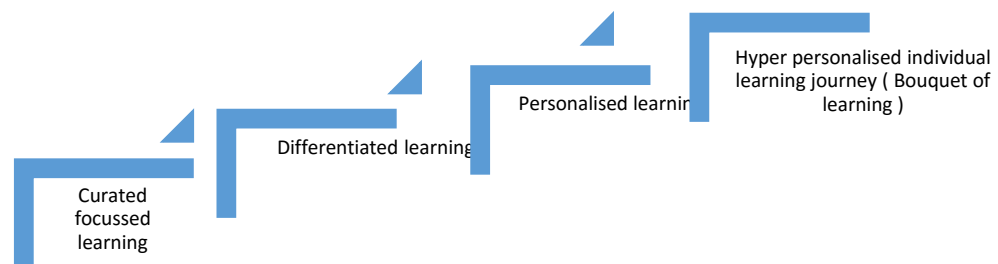 Curated
focussed
learning
Differentiated learning
Personalised learnin
Hyper personalised individual
learning journey ( Bouquet of
learning )